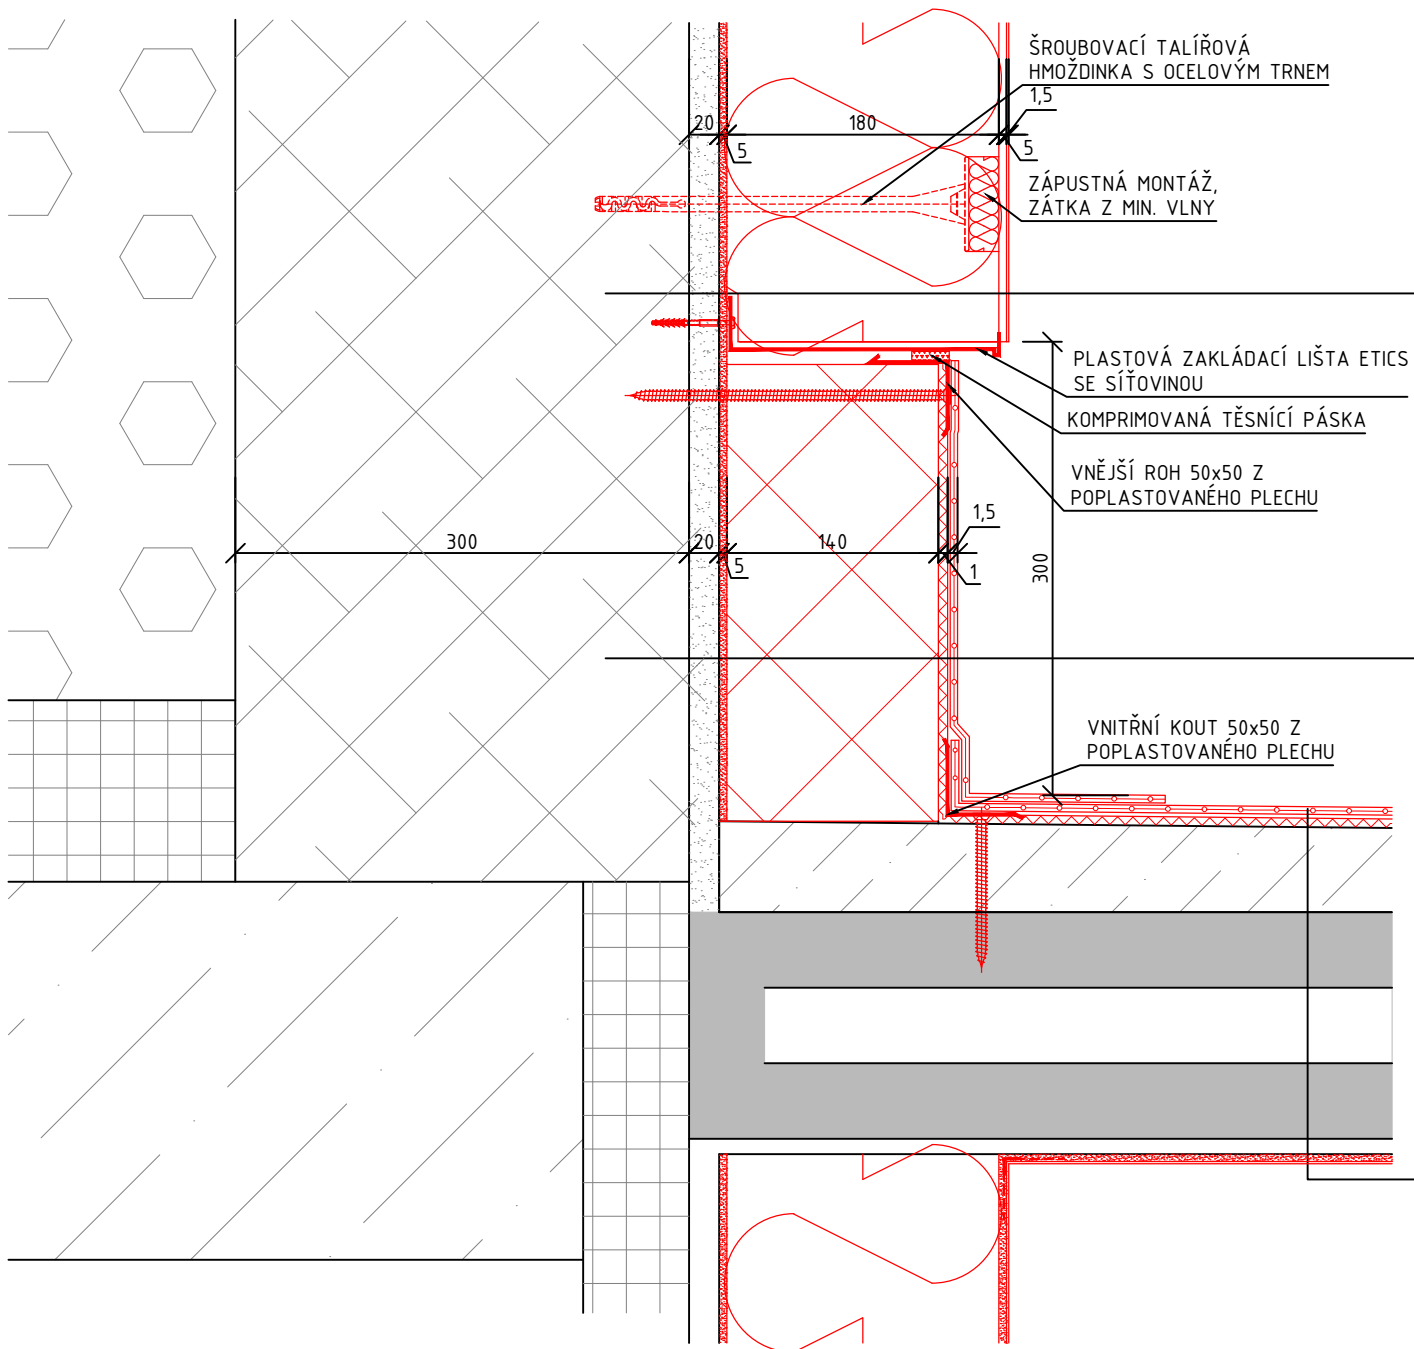 ŠROUBOVACÍ TALÍŘOVÁ
HMOŽDINKA S OCELOVÝM TRNEM
1,5
20
180
5
5
ZÁPUSTNÁ MONTÁŽ,
ZÁTKA Z MIN. VLNY
PLASTOVÁ ZAKLÁDACÍ LIŠTA ETICS
SE SÍŤOVINOU
KOMPRIMOVANÁ TĚSNÍCÍ PÁSKA
VNĚJŠÍ ROH 50x50 Z
POPLASTOVANÉHO PLECHU
1,5
300
20
140
5
1
300
VNITŘNÍ KOUT 50x50 Z
POPLASTOVANÉHO PLECHU